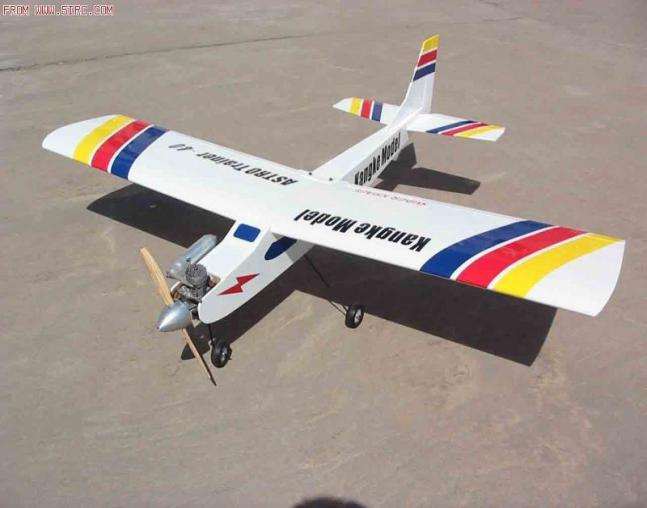 FROM WWW.5IRC.COM
Kangke Model
ASTRO Trainer-40
Kangke Model